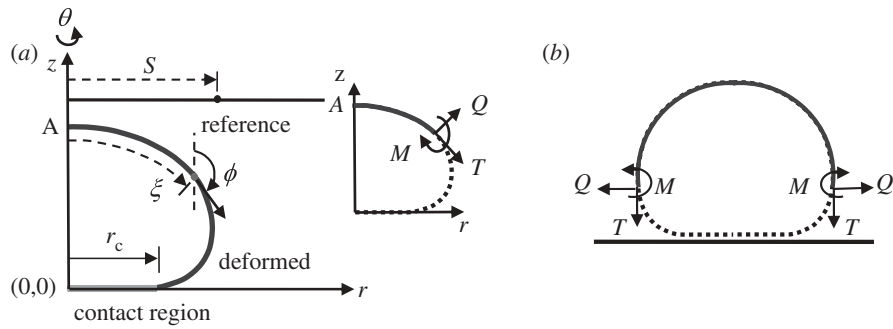 θ
(a)
z
S
A
reference
ξ
ϕ
r_c
deformed
(0,0)
r
contact region
z
A
Q
M
T
r
(b)
Q
M
M
Q
T
T